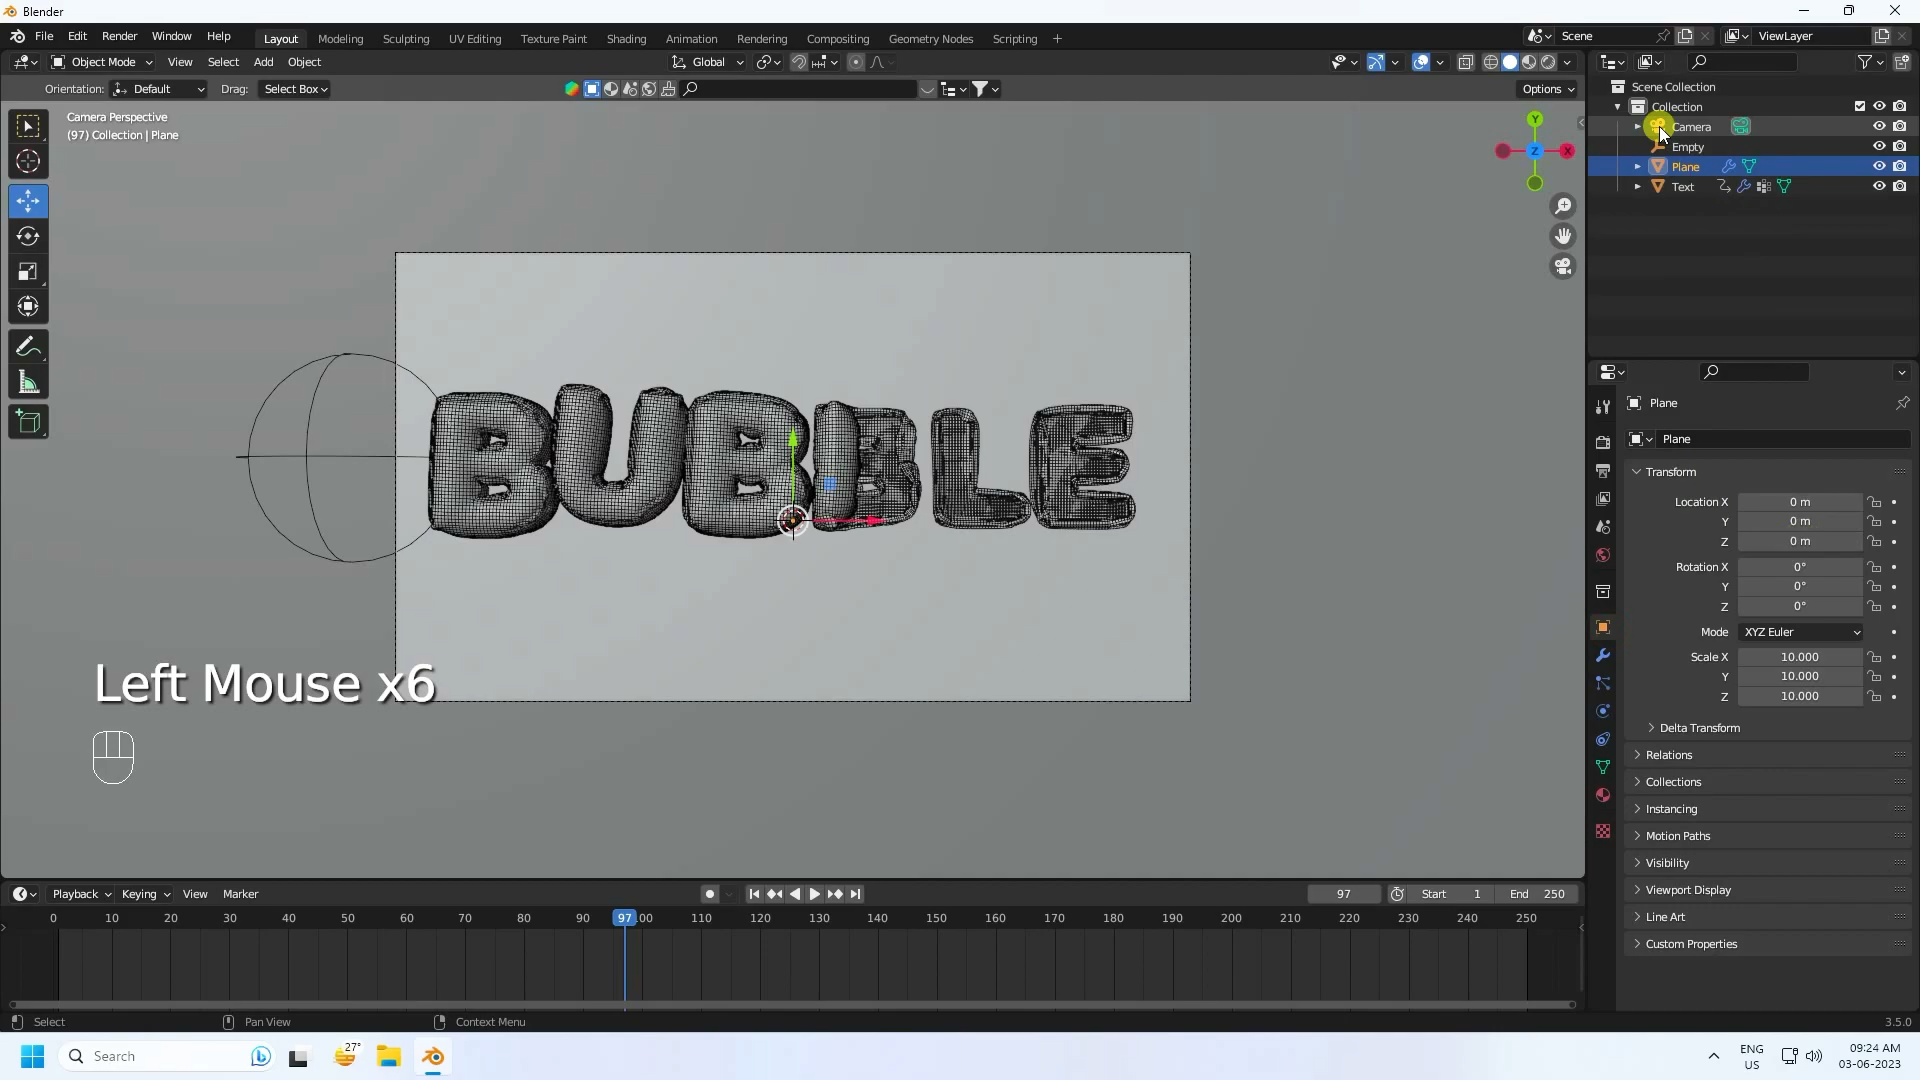 Blender
File Edit Render Window Help Layout Modeling Sculpting UV Editing Texture Paint Shading Animation Rendering Compositing Geometry Nodes Scripting + Scene ViewLayer
Object Mode View Select Add Object Global
Orientation: Default Drag: Select Box Options
Camera Perspective
(97) Collection | Plane
Y
Z X
BUBBLE
Left Mouse x6
Scene Collection
Collection
Camera
Empty
Plane
Text
Plane
Plane
Transform
Location X 0 m
Y 0 m
Z 0 m
Rotation X 0°
Y 0°
Z 0°
Mode XYZ Euler
Scale X 10.000
Y 10.000
Z 10.000
Delta Transform
Relations
Collections
Instancing
Motion Paths
Visibility
Viewport Display
Line Art
Custom Properties
Playback Keying View Marker 97 Start 1 End 250
0 10 20 30 40 50 60 70 80 90 97 00 110 120 130 140 150 160 170 180 190 200 210 220 230 240 250
Select Pan View Context Menu 3.5.0
Search 27° ENG US 09:24 AM
03-06-2023